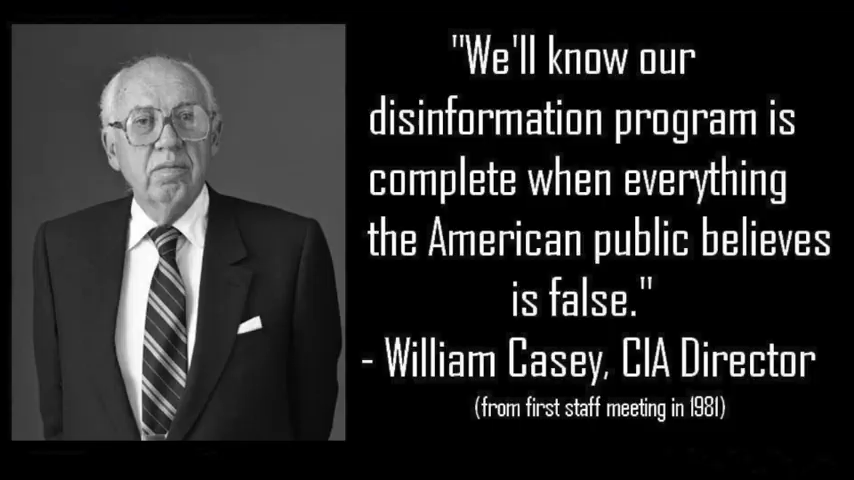 "We'll know our
disinformation program is
complete when everything
the American public believes
is false."
- William Casey, CIA Director
(from first staff meeting in 1981)